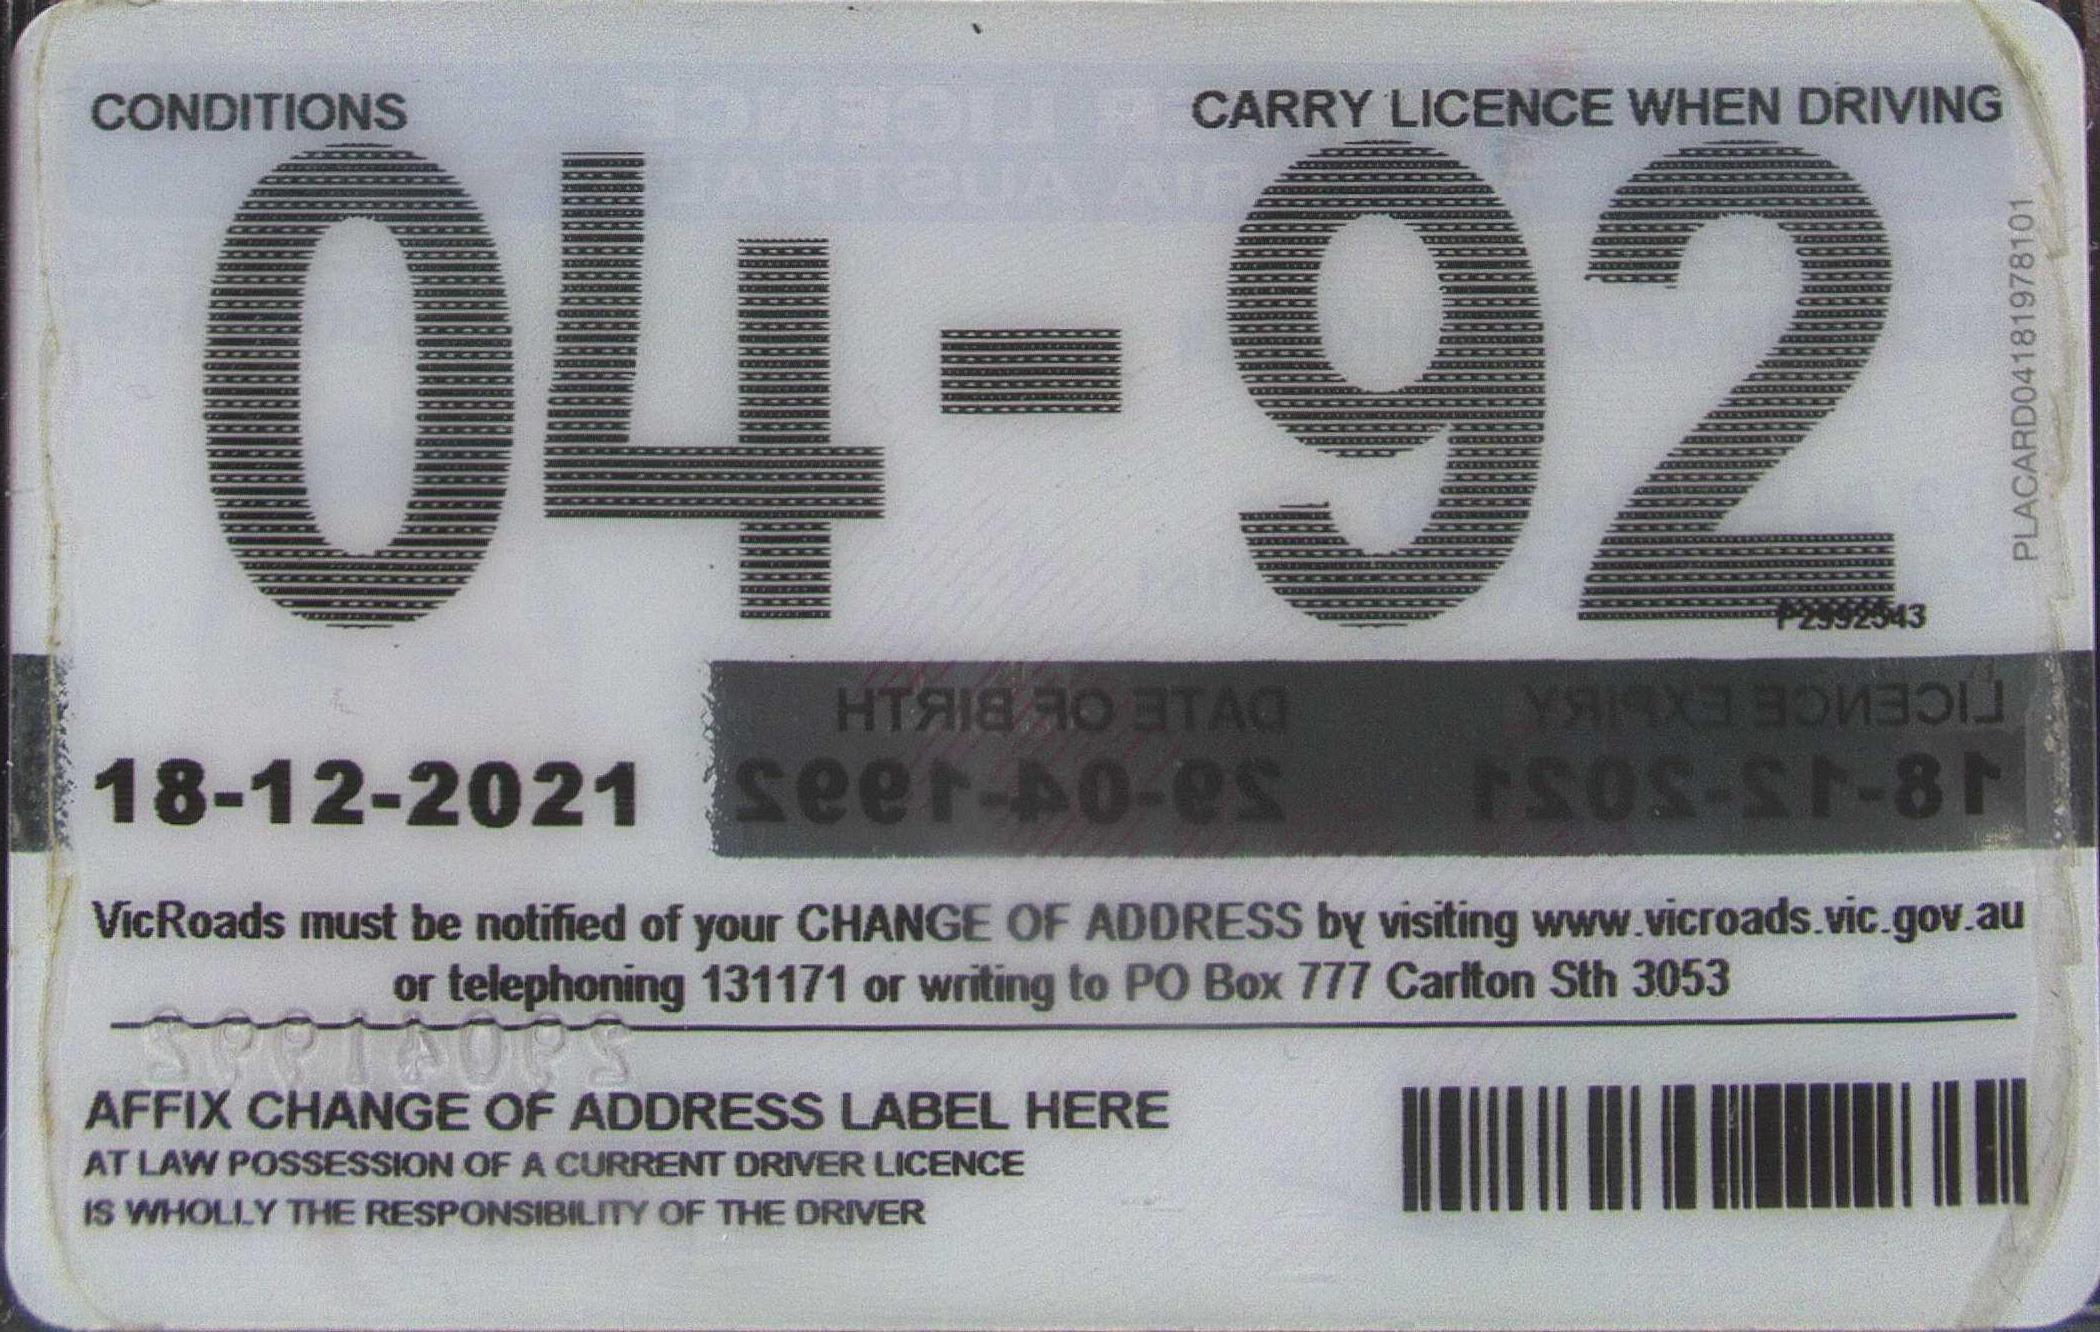 CONDITIONS
CARRY LICENCE WHEN DRIVING
04-92
PLACARD04181978101
P2992543
DATE OF BIRTH
LICENCE EXPIRY
18-12-2021
29-04-1992
18-12-2021
VicRoads must be notified of your CHANGE OF ADDRESS by visiting www.vicroads.vic.gov.au
or telephoning 131171 or writing to PO Box 777 Carlton Sth 3053
29041992
AFFIX CHANGE OF ADDRESS LABEL HERE
AT LAW POSSESSION OF A CURRENT DRIVER LICENCE
IS WHOLLY THE RESPONSIBILITY OF THE DRIVER